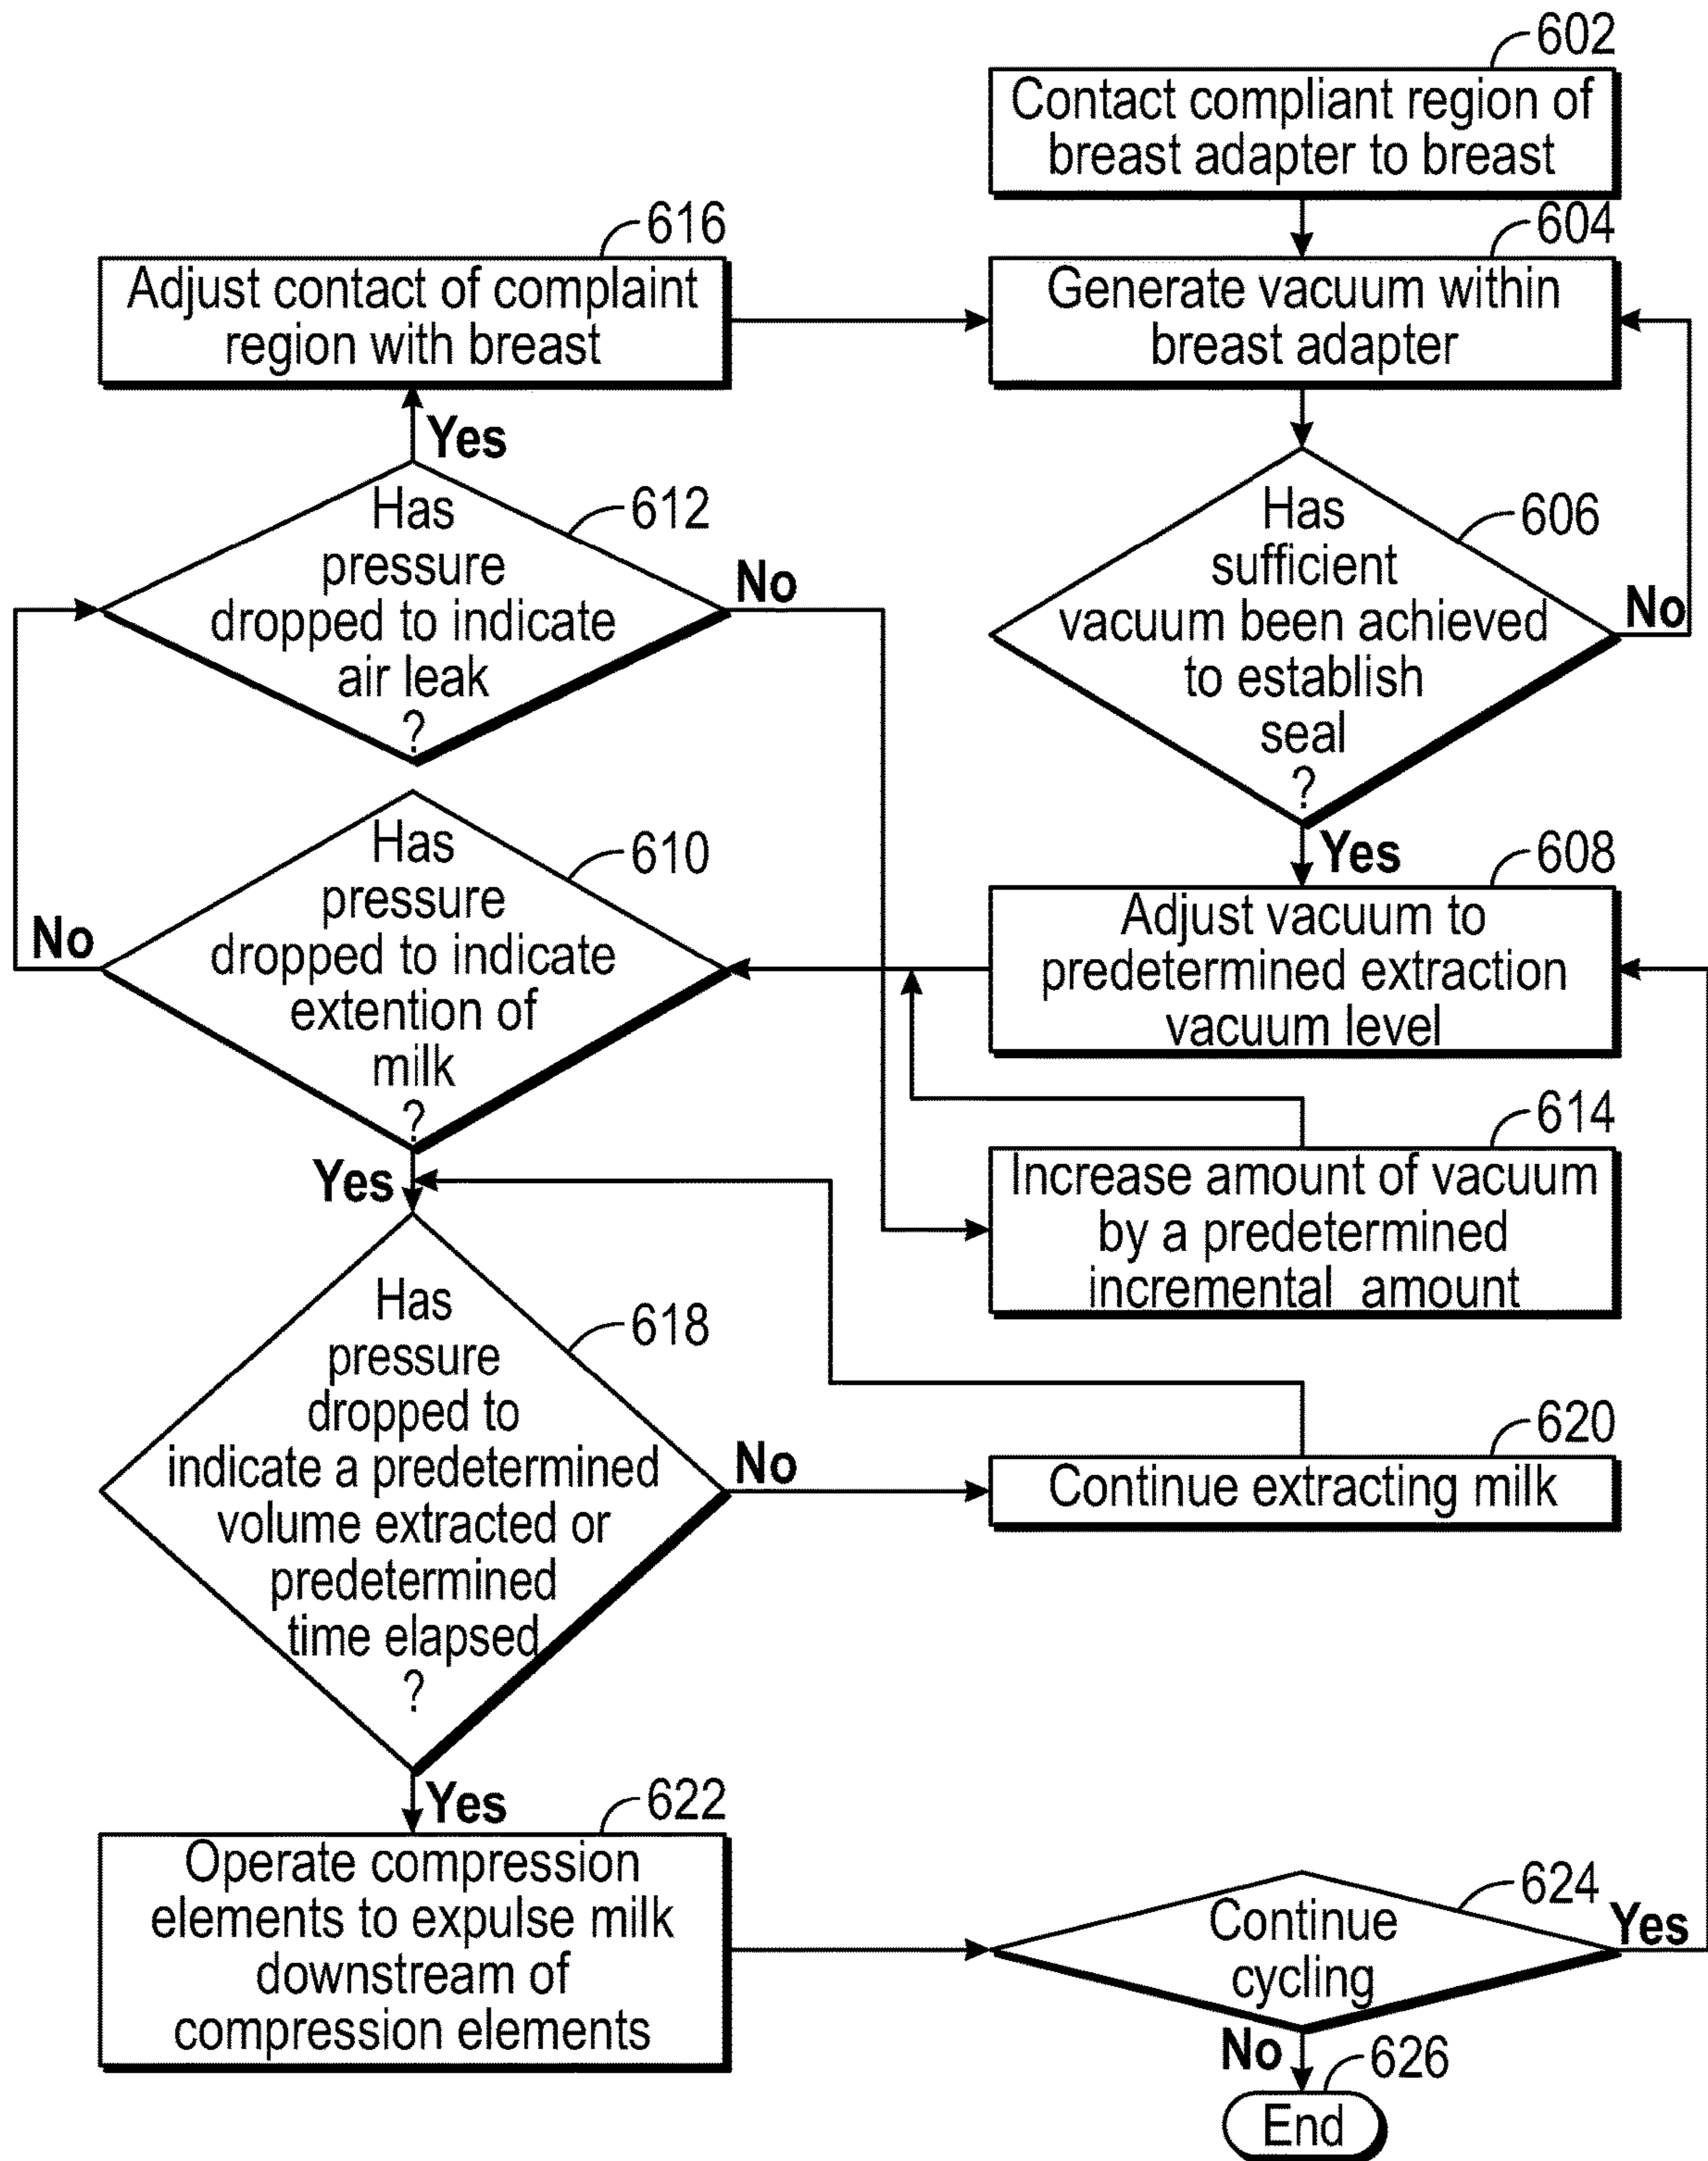 602
Contact compliant region of
breast adapter to breast
604
Generate vacuum within
breast adapter
616
Adjust contact of complaint
region with breast
Yes
612
Has
pressure
dropped to indicate
air leak
?
No
606
Has
sufficient
vacuum been achieved
to establish
seal
?
No
Yes
608
Adjust vacuum to
predetermined extraction
vacuum level
610
Has
pressure
dropped to indicate
extention of
milk
?
No
Yes
614
Increase amount of vacuum
by a predetermined
incremental amount
618
Has
pressure
dropped to
indicate a predetermined
volume extracted or
predetermined
time elapsed
?
No
620
Continue extracting milk
Yes
622
Operate compression
elements to expulse milk
downstream of
compression elements
624
Continue
cycling
Yes
No
626
End